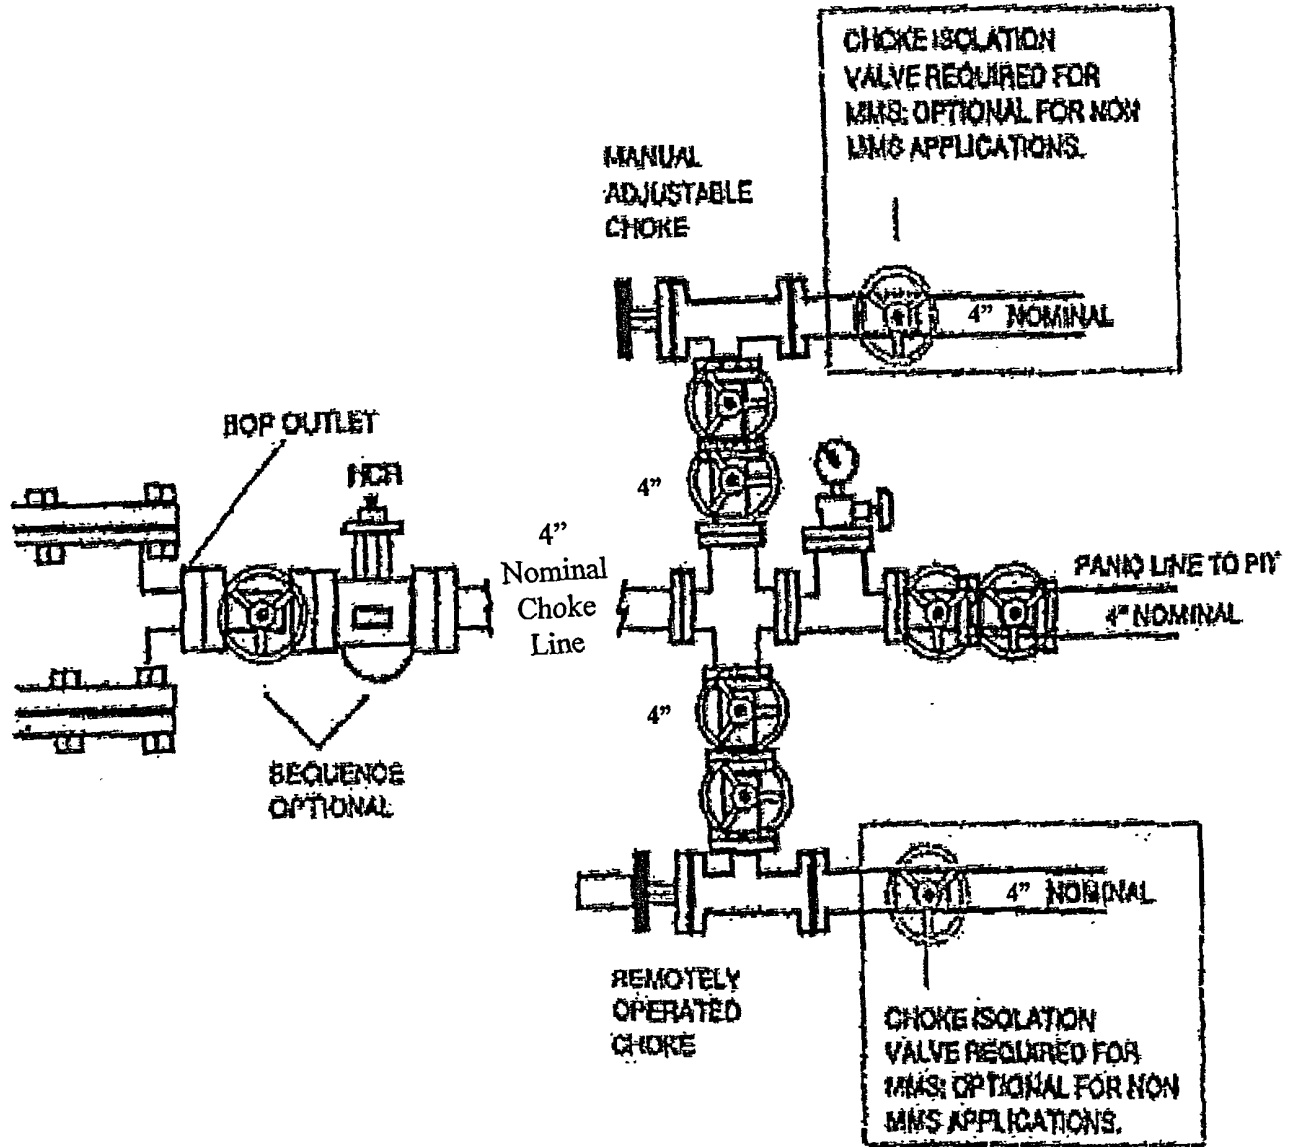 CHOKE ISOLATION
VALVE REQUIRED FOR
MMS; OPTIONAL FOR NON
MMS APPLICATIONS.
MANUAL
ADJUSTABLE
CHOKE
4" NOMINAL
BOP OUTLET
HCR
4"
4"
Nominal
Choke
Line
PANIC LINE TO PIT
4" NOMINAL
4"
SEQUENCE
OPTIONAL
4" NOMINAL
REMOTELY
OPERATED
CHOKE
CHOKE ISOLATION
VALVE REQUIRED FOR
MMS; OPTIONAL FOR NON
MMS APPLICATIONS.